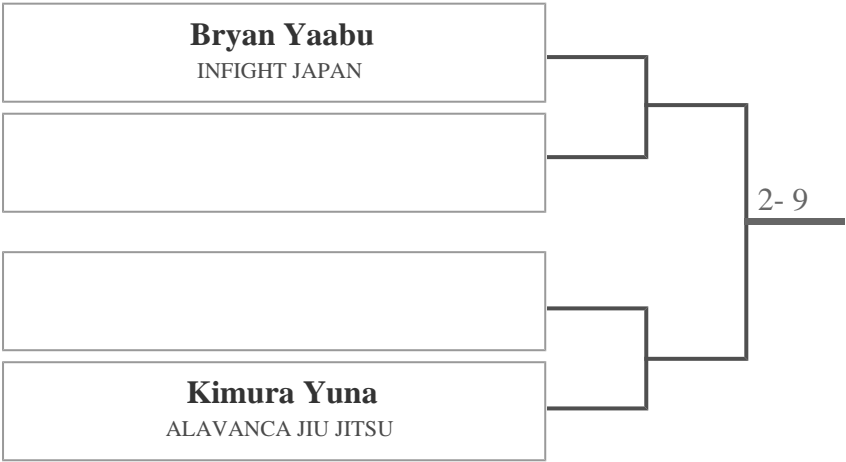 Bryan Yaabu
INFIGHT JAPAN
2- 9
Kimura Yuna
ALAVANCA JIU JITSU